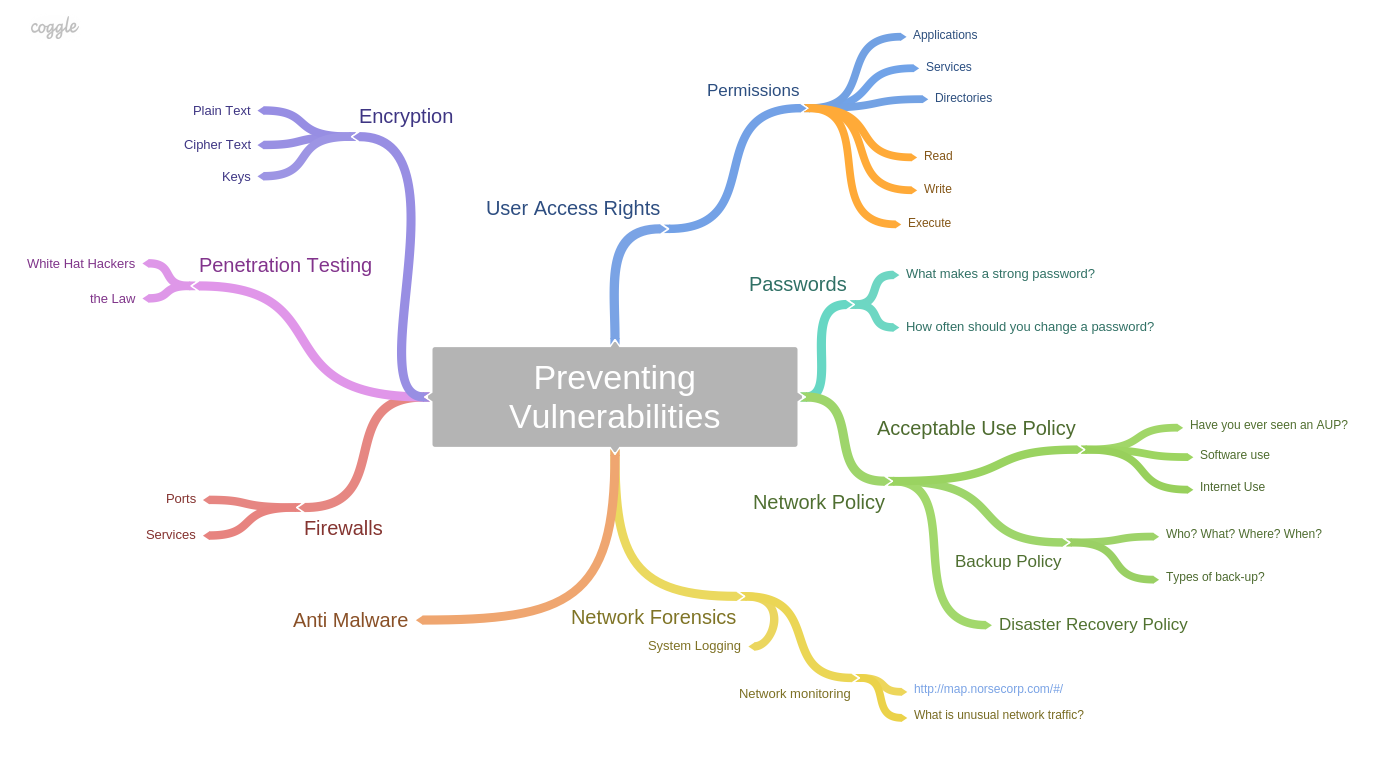 coggle
Preventing
Vulnerabilities
User Access Rights
Permissions
Applications
Services
Directories
Read
Write
Execute
Passwords
What makes a strong password?
How often should you change a password?
Network Policy
Acceptable Use Policy
Have you ever seen an AUP?
Software use
Internet Use
Backup Policy
Who? What? Where? When?
Types of back-up?
Disaster Recovery Policy
Network Forensics
System Logging
Network monitoring
http://map.norsecorp.com/#/
What is unusual network traffic?
Anti Malware
Firewalls
Ports
Services
Penetration Testing
White Hat Hackers
the Law
Encryption
Plain Text
Cipher Text
Keys